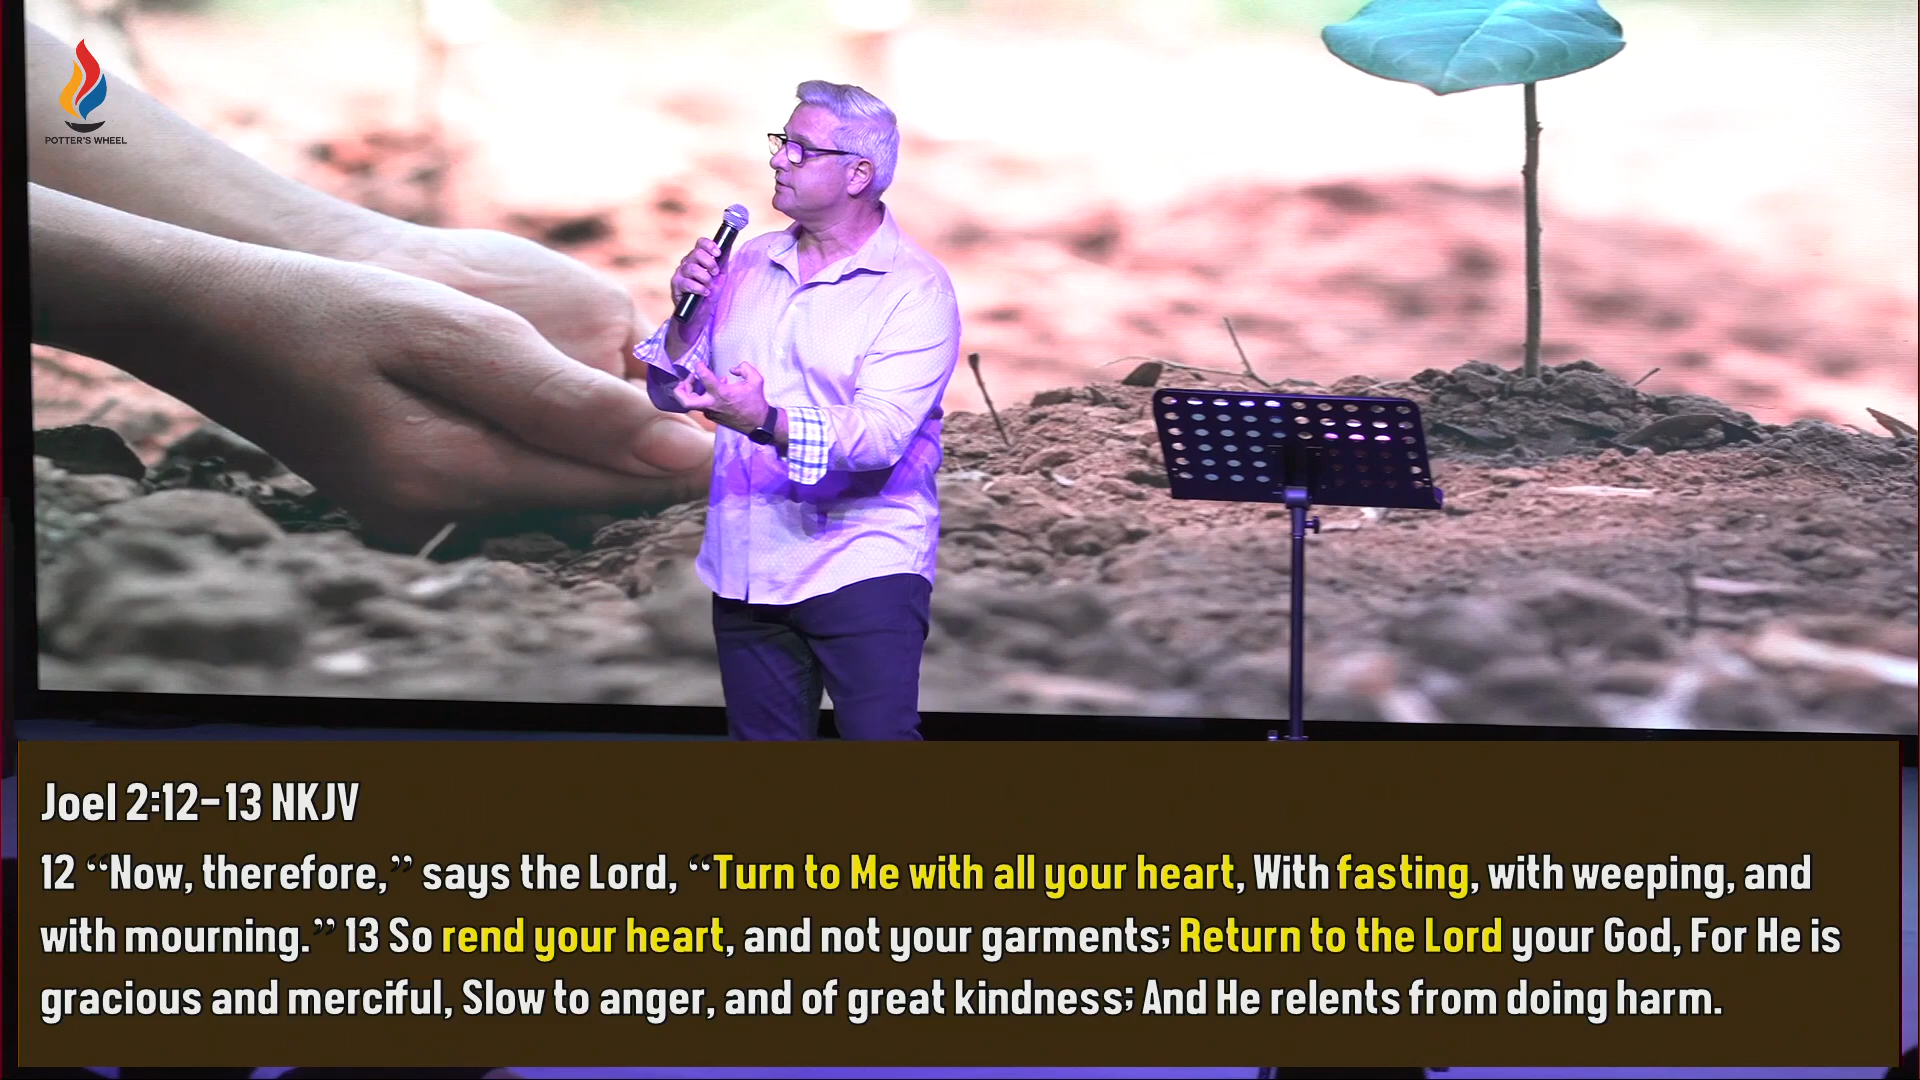 POTTER'S WHEEL
Joel 2:12-13 NKJV
12 “Now, therefore,” says the Lord, “Turn to Me with all your heart, With fasting, with weeping, and
with mourning.” 13 So rend your heart, and not your garments; Return to the Lord your God, For He is
gracious and merciful, Slow to anger, and of great kindness; And He relents from doing harm.